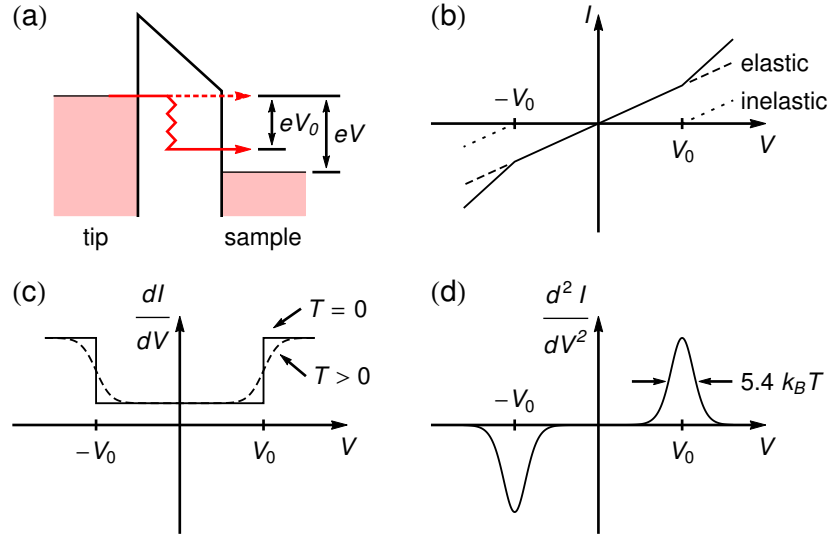 (a)
eV₀
eV
tip
sample
(b)
I
elastic
−V₀
inelastic
V₀
V
(c)
dI
dV
T = 0
T > 0
−V₀
V₀
V
(d)
d² I
dV²
−V₀
5.4 k_BT
V₀
V